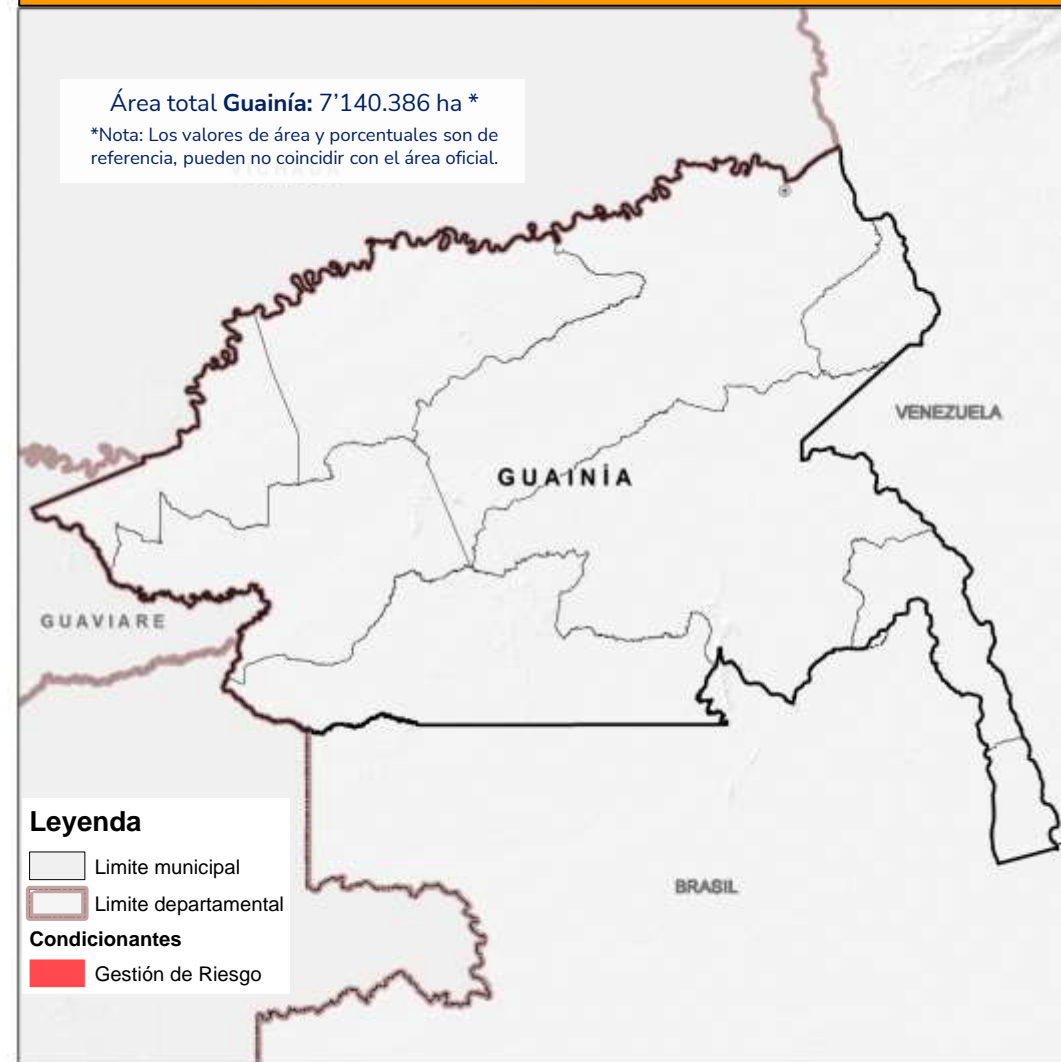 Área total Guainía: 7’140.386 ha *
*Nota: Los valores de área y porcentuales son de
referencia, pueden no coincidir con el área oficial.
VICHADA
VENEZUELA
GUAINÍA
GUAVIARE
BRASIL
Leyenda
Limite municipal
Limite departamental
Condicionantes
Gestión de Riesgo